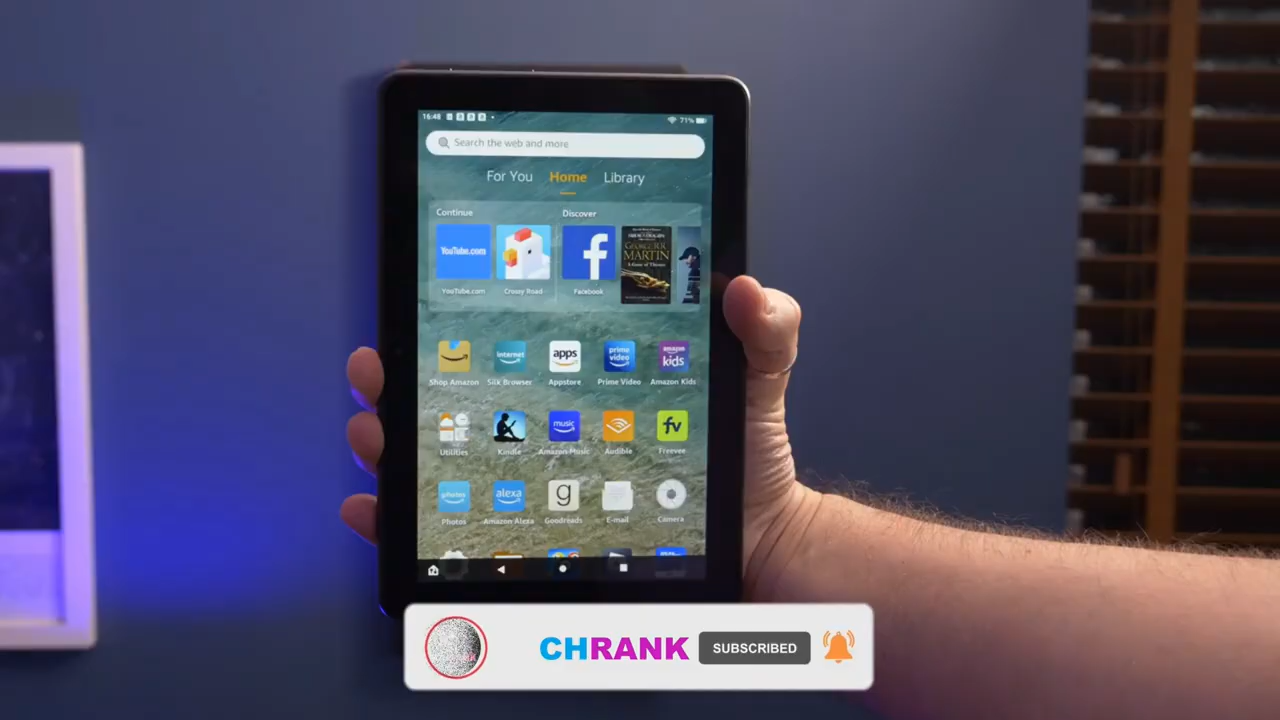 16:48
71%
Search the web and more
For You Home Library
Continue
Discover
YouTube.com
GEORGE R.R.
MARTIN
YouTube.com
Crossy Road
Facebook
internet
apps
prime
video
amazon
kids
Shop Amazon
Silk Browser
Appstore
Prime Video
Amazon Kids
music
fv
Utilities
Kindle
Amazon Music
Audible
Freevee
photos
alexa
g
Photos
Amazon Alexa
Goodreads
E-mail
Camera
CHRANK
SUBSCRIBED